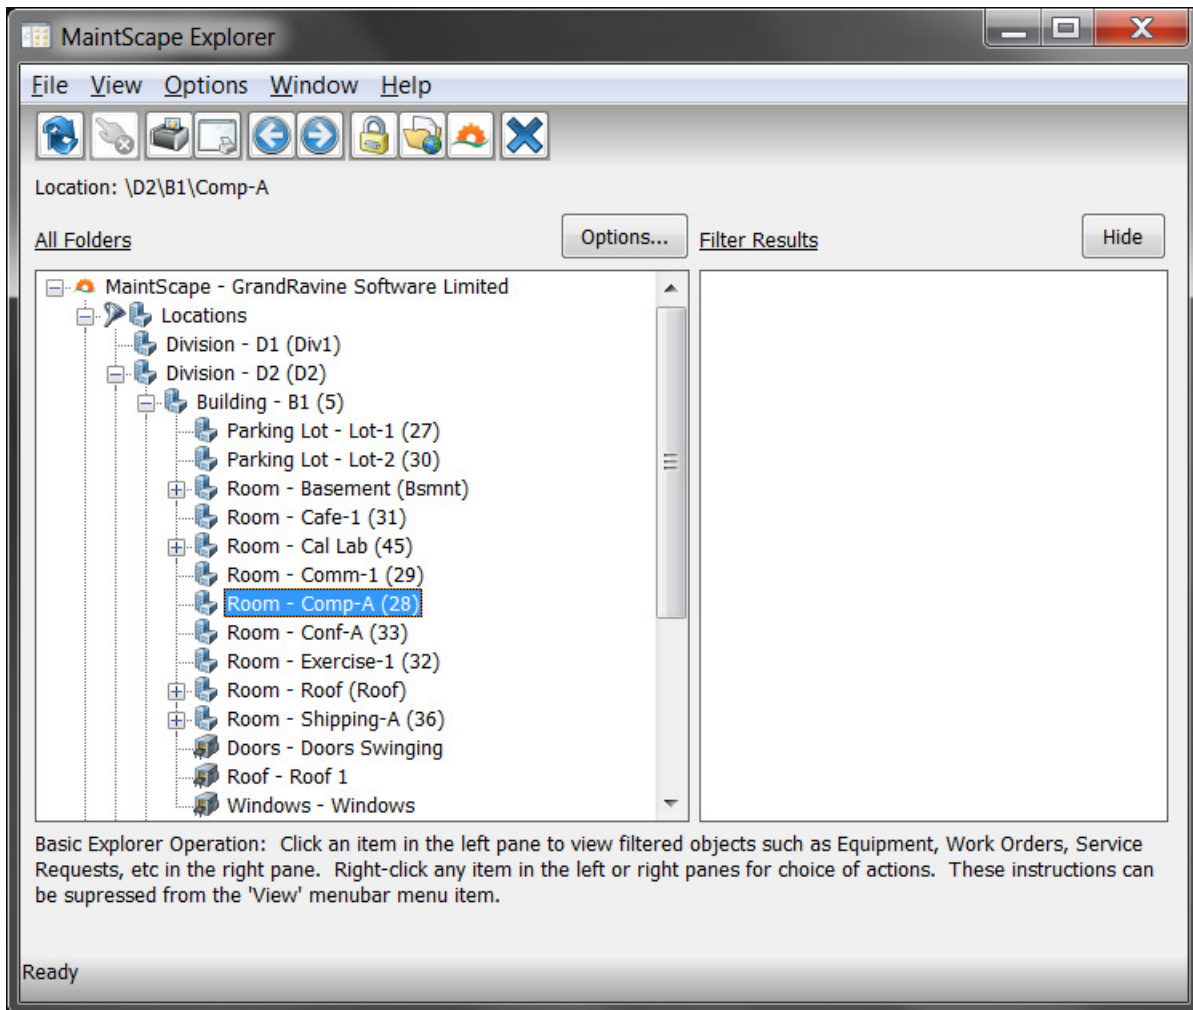 MaintScape Explorer
File View Options Window Help
Location: \D2\B1\Comp-A
All Folders
Options...
Filter Results
Hide
MaintScape - GrandRavine Software Limited
Locations
Division - D1 (Div1)
Division - D2 (D2)
Building - B1 (5)
Parking Lot - Lot-1 (27)
Parking Lot - Lot-2 (30)
Room - Basement (Bsmnt)
Room - Cafe-1 (31)
Room - Cal Lab (45)
Room - Comm-1 (29)
Room - Comp-A (28)
Room - Conf-A (33)
Room - Exercise-1 (32)
Room - Roof (Roof)
Room - Shipping-A (36)
Doors - Doors Swinging
Roof - Roof 1
Windows - Windows
Basic Explorer Operation:  Click an item in the left pane to view filtered objects such as Equipment, Work Orders, Service
Requests, etc in the right pane.  Right-click any item in the left or right panes for choice of actions.  These instructions can
be supressed from the 'View' menubar menu item.
Ready